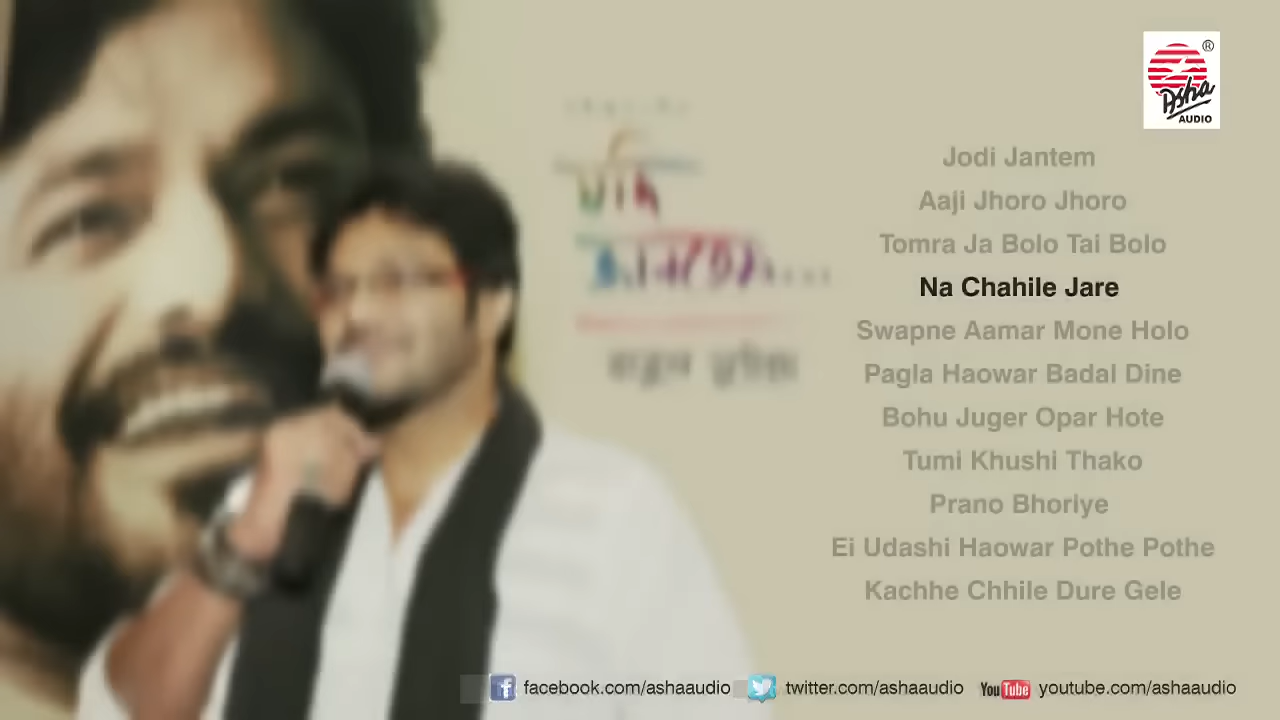 Asha
AUDIO
®
Jodi Jantem
Aaji Jhoro Jhoro
Tomra Ja Bolo Tai Bolo
Na Chahile Jare
Swapne Aamar Mone Holo
Pagla Haowar Badal Dine
Bohu Juger Opar Hote
Tumi Khushi Thako
Prano Bhoriye
Ei Udashi Haowar Pothe Pothe
Kachhe Chhile Dure Gele
facebook.com/ashaaudio
twitter.com/ashaaudio
YouTube youtube.com/ashaaudio